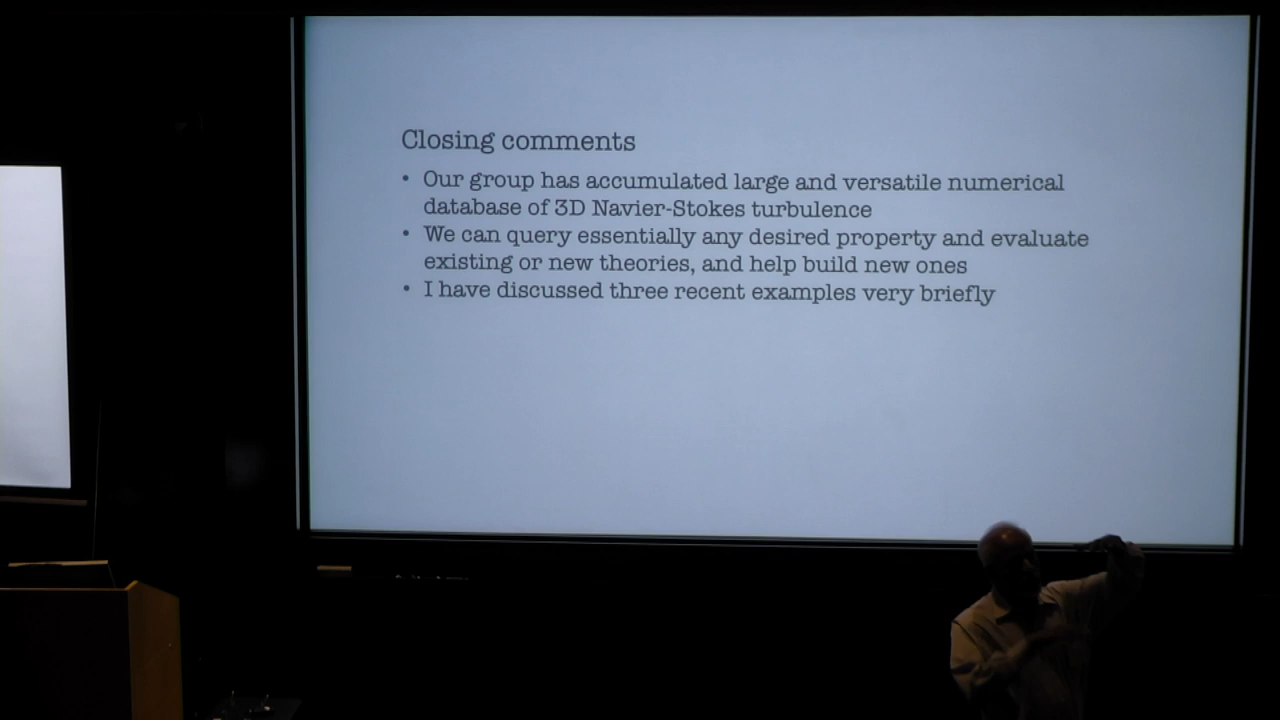 Closing comments
• Our group has accumulated large and versatile numerical
database of 3D Navier-Stokes turbulence
• We can query essentially any desired property and evaluate
existing or new theories, and help build new ones
• I have discussed three recent examples very briefly